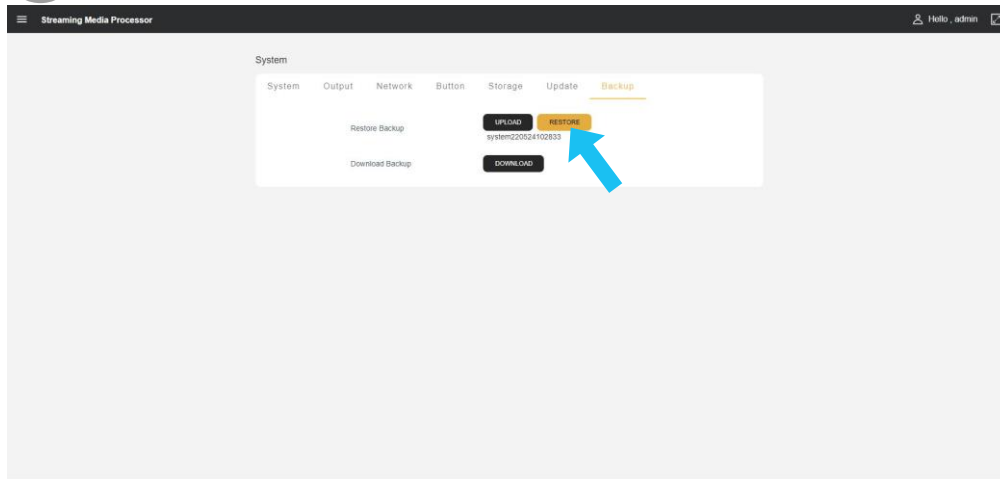 Streaming Media Processor
Hello , admin
System
System Output Network Button Storage Update Backup
Restore Backup UPLOAD RESTORE
system220524102833
Download Backup DOWNLOAD